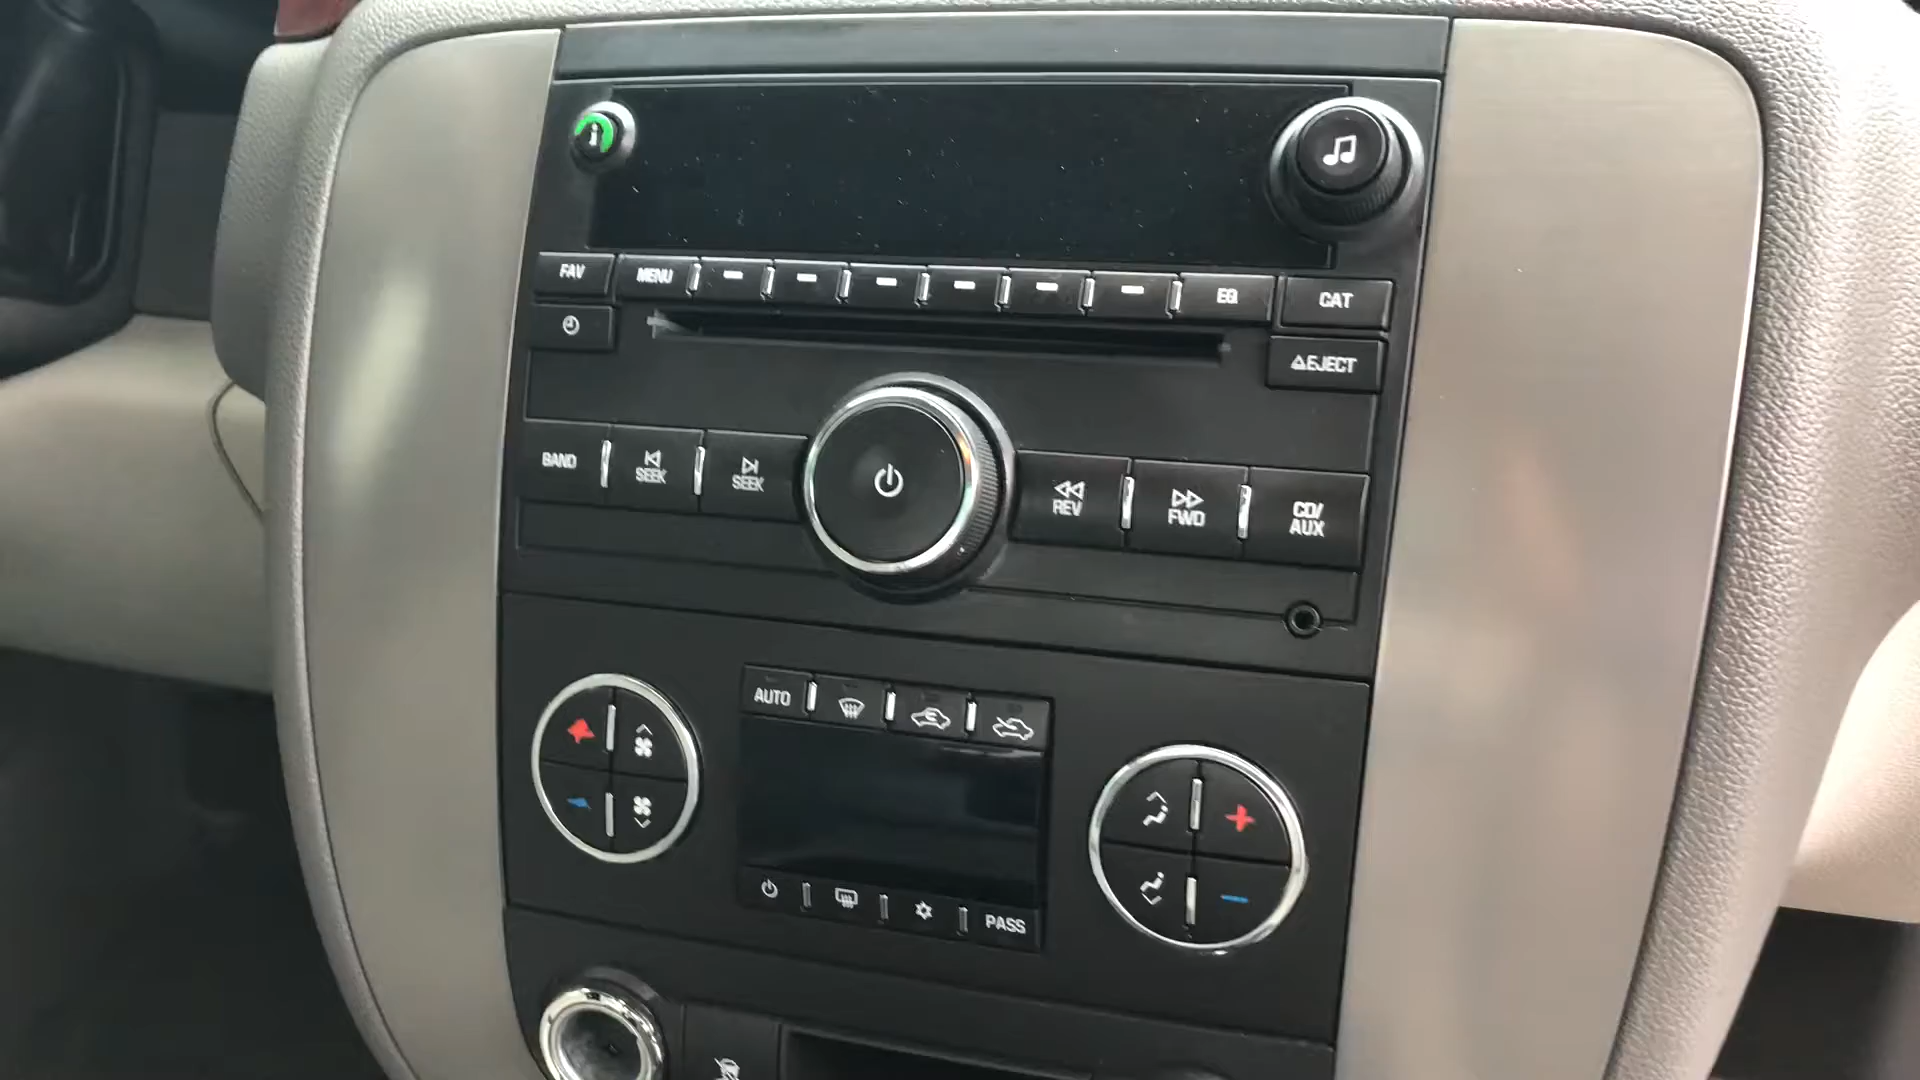 i
FAV
MENU
EQ
CAT
EJECT
BAND
SEEK
SEEK
REV
FWD
CD/
AUX
AUTO
PASS